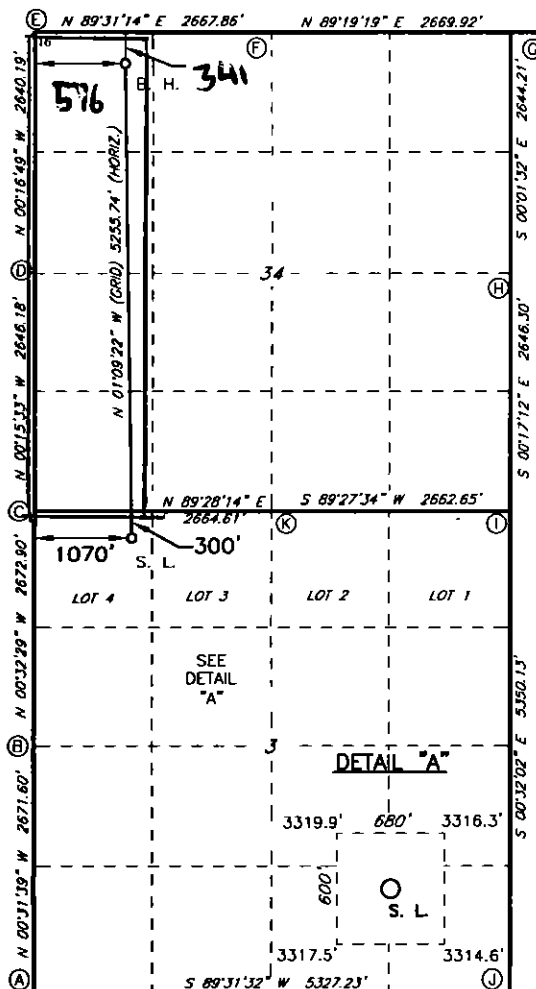 N 89°31'14" E 2667.86' N 89°19'19" E 2669.92'
E
F
G
16
B. H.
341
576
N 00°16'49" W 2640.19'
S 00°01'32" E 2644.21'
N 01°09'22" W (GRID) 5255.74' (HORIZ.)
D
34
H
N 00°15'33" W 2646.18'
S 00°17'12" E 2646.30'
N 89°28'14" E S 89°27'34" W 2662.65'
C
2664.61'
K
I
1070'
300'
S. L.
LOT 4 LOT 3 LOT 2 LOT 1
N 00°32'29" W 2672.90'
SEE
DETAIL
"A"
S 00°32'02" E 5350.13'
B
3
DETAIL "A"
3319.9' 680' 3316.3'
600'
S. L.
3317.5' 3314.6'
N 00°31'39" W 2671.60'
A
S 89°31'32" W 5327.23'
J